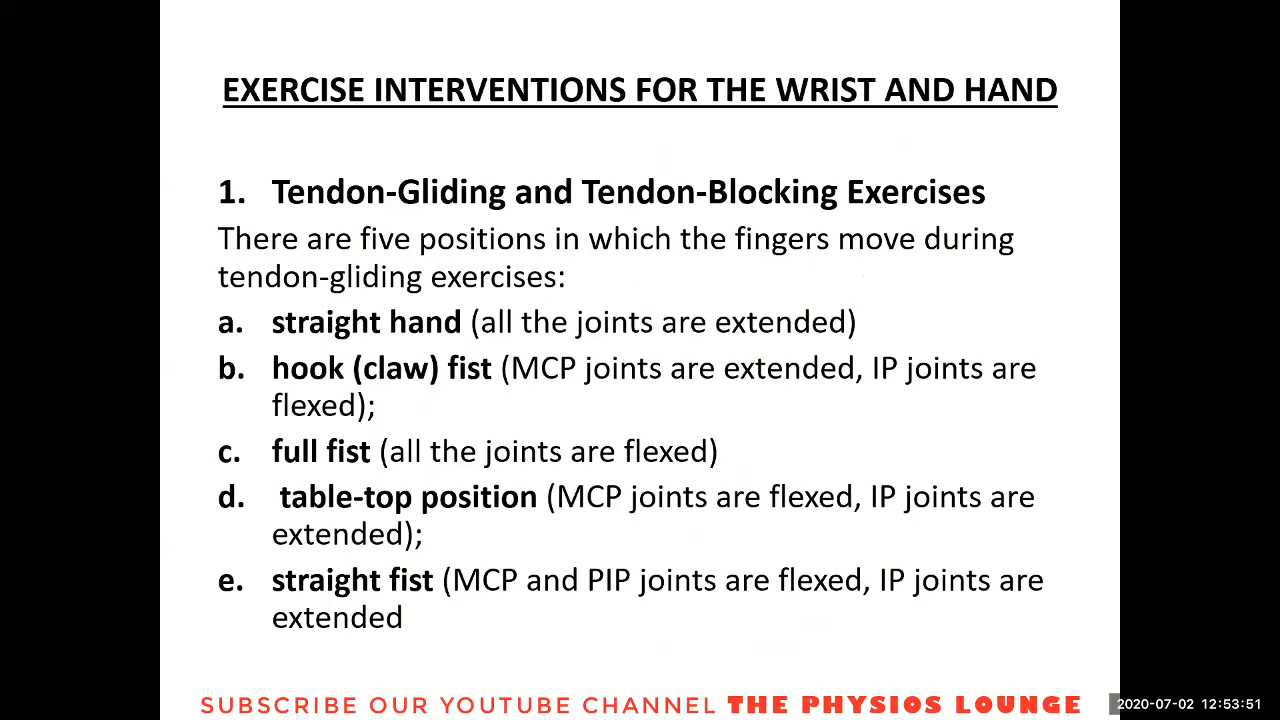 EXERCISE INTERVENTIONS FOR THE WRIST AND HAND
1. Tendon-Gliding and Tendon-Blocking Exercises
There are five positions in which the fingers move during
tendon-gliding exercises:
a. straight hand (all the joints are extended)
b. hook (claw) fist (MCP joints are extended, IP joints are
flexed);
c. full fist (all the joints are flexed)
d. table-top position (MCP joints are flexed, IP joints are
extended);
e. straight fist (MCP and PIP joints are flexed, IP joints are
extended
SUBSCRIBE OUR YOUTUBE CHANNEL THE PHYSIOS LOUNGE
2020-07-02 12:53:51